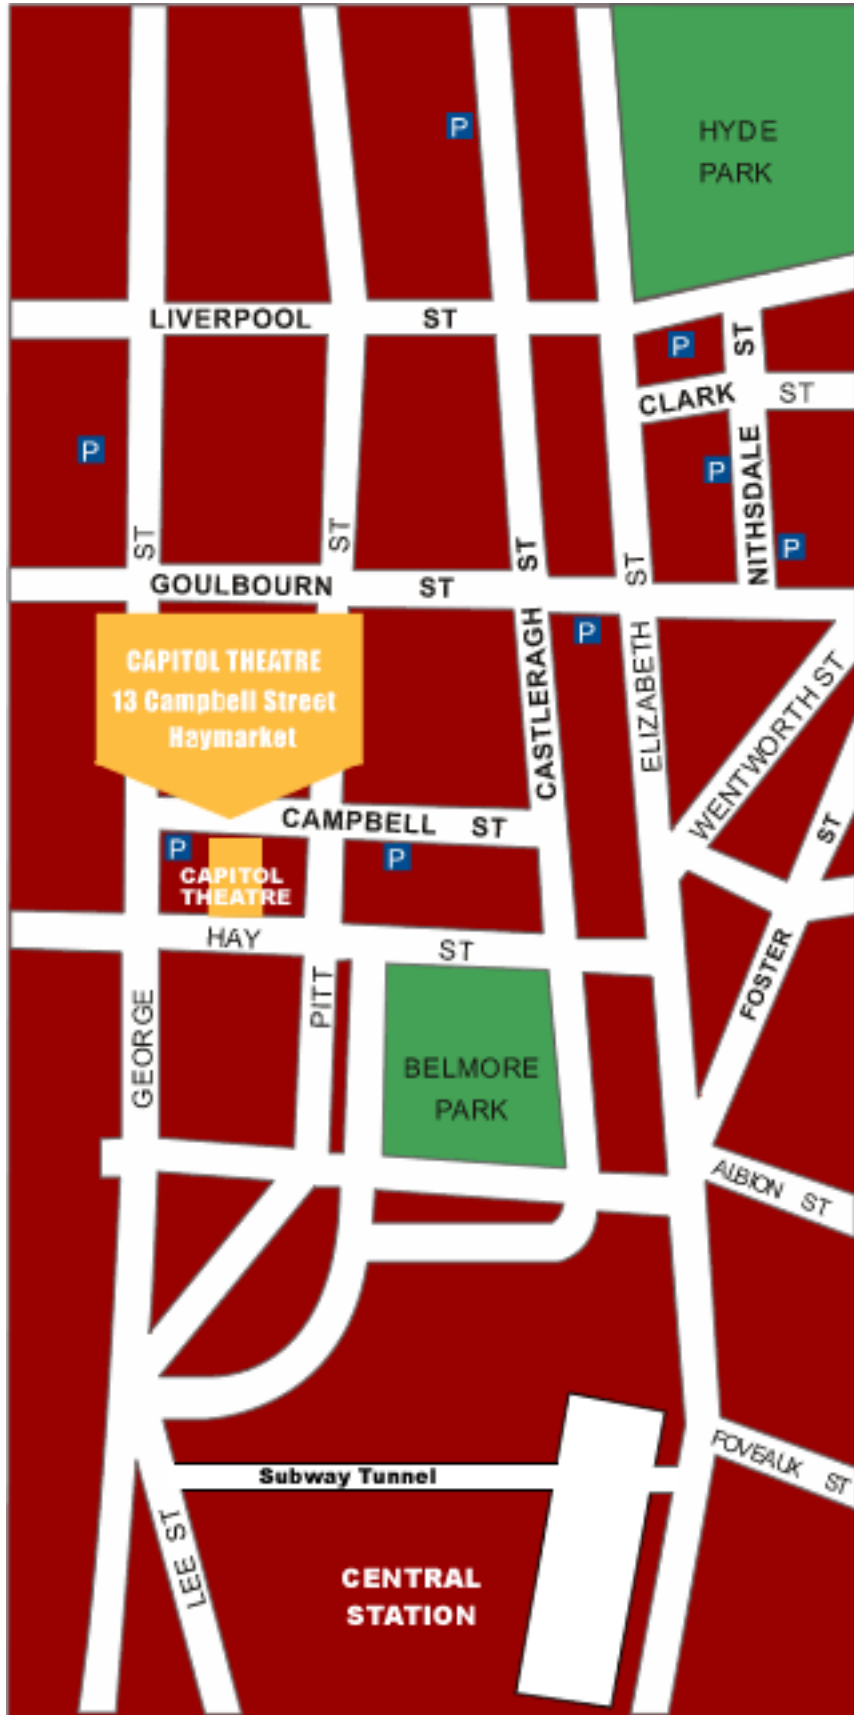 P
HYDE
PARK
LIVERPOOL ST
P
ST
CLARK ST
P
P
NITHSDALE
P
ST
ST
ST
ST
GOULBOURN ST
P
CAPITOL THEATRE
13 Campbell Street
Haymarket
CASTLERAGH
ELIZABETH
WENTWORTH ST
CAMPBELL ST
ST
P
P
CAPITOL
THEATRE
HAY ST
FOSTER
PITT
GEORGE
BELMORE
PARK
ALBION ST
FOVEAUX ST
Subway Tunnel
LEE ST
CENTRAL
STATION